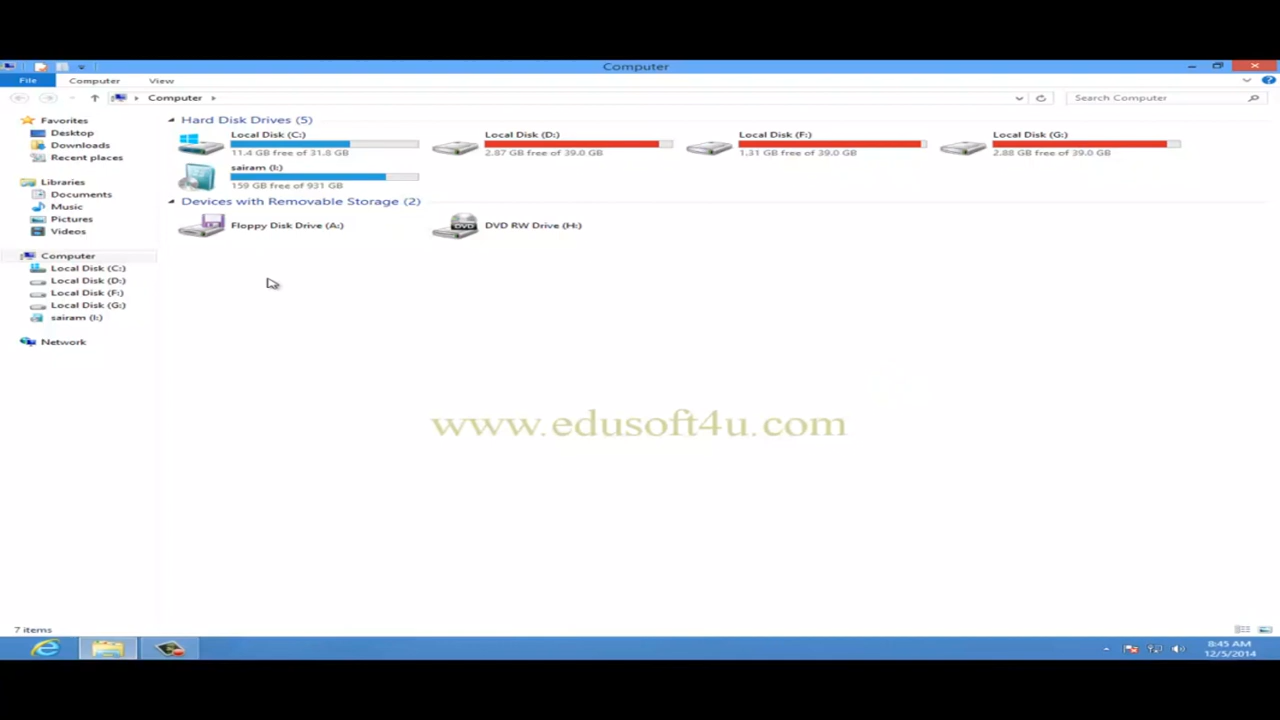 Computer
File Computer View
Computer Search Computer
Favorites
Desktop
Downloads
Recent places
Libraries
Documents
Music
Pictures
Videos
Computer
Local Disk (C:)
Local Disk (D:)
Local Disk (F:)
Local Disk (G:)
sairam (I:)
Network
Hard Disk Drives (5)
Local Disk (C:)
11.4 GB free of 31.8 GB
Local Disk (D:)
2.87 GB free of 39.0 GB
Local Disk (F:)
1.31 GB free of 39.0 GB
Local Disk (G:)
2.88 GB free of 39.0 GB
sairam (I:)
159 GB free of 931 GB
Devices with Removable Storage (2)
Floppy Disk Drive (A:)
DVD
DVD RW Drive (H:)
www.edusoft4u.com
7 items
8:45 AM
12/5/2014